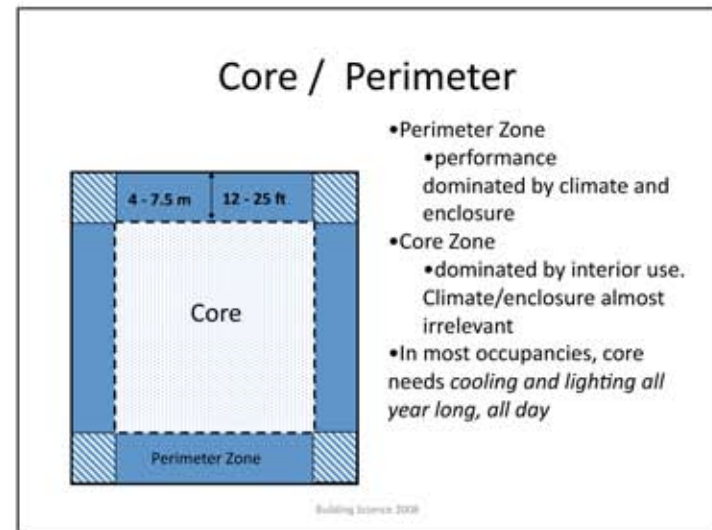 Core / Perimeter
•Perimeter Zone
•performance
dominated by climate and
enclosure
•Core Zone
•dominated by interior use.
Climate/enclosure almost
irrelevant
•In most occupancies, core
needs cooling and lighting all
year long, all day
4 - 7.5 m
12 - 25 ft
Core
Perimeter Zone
Building Science 2008